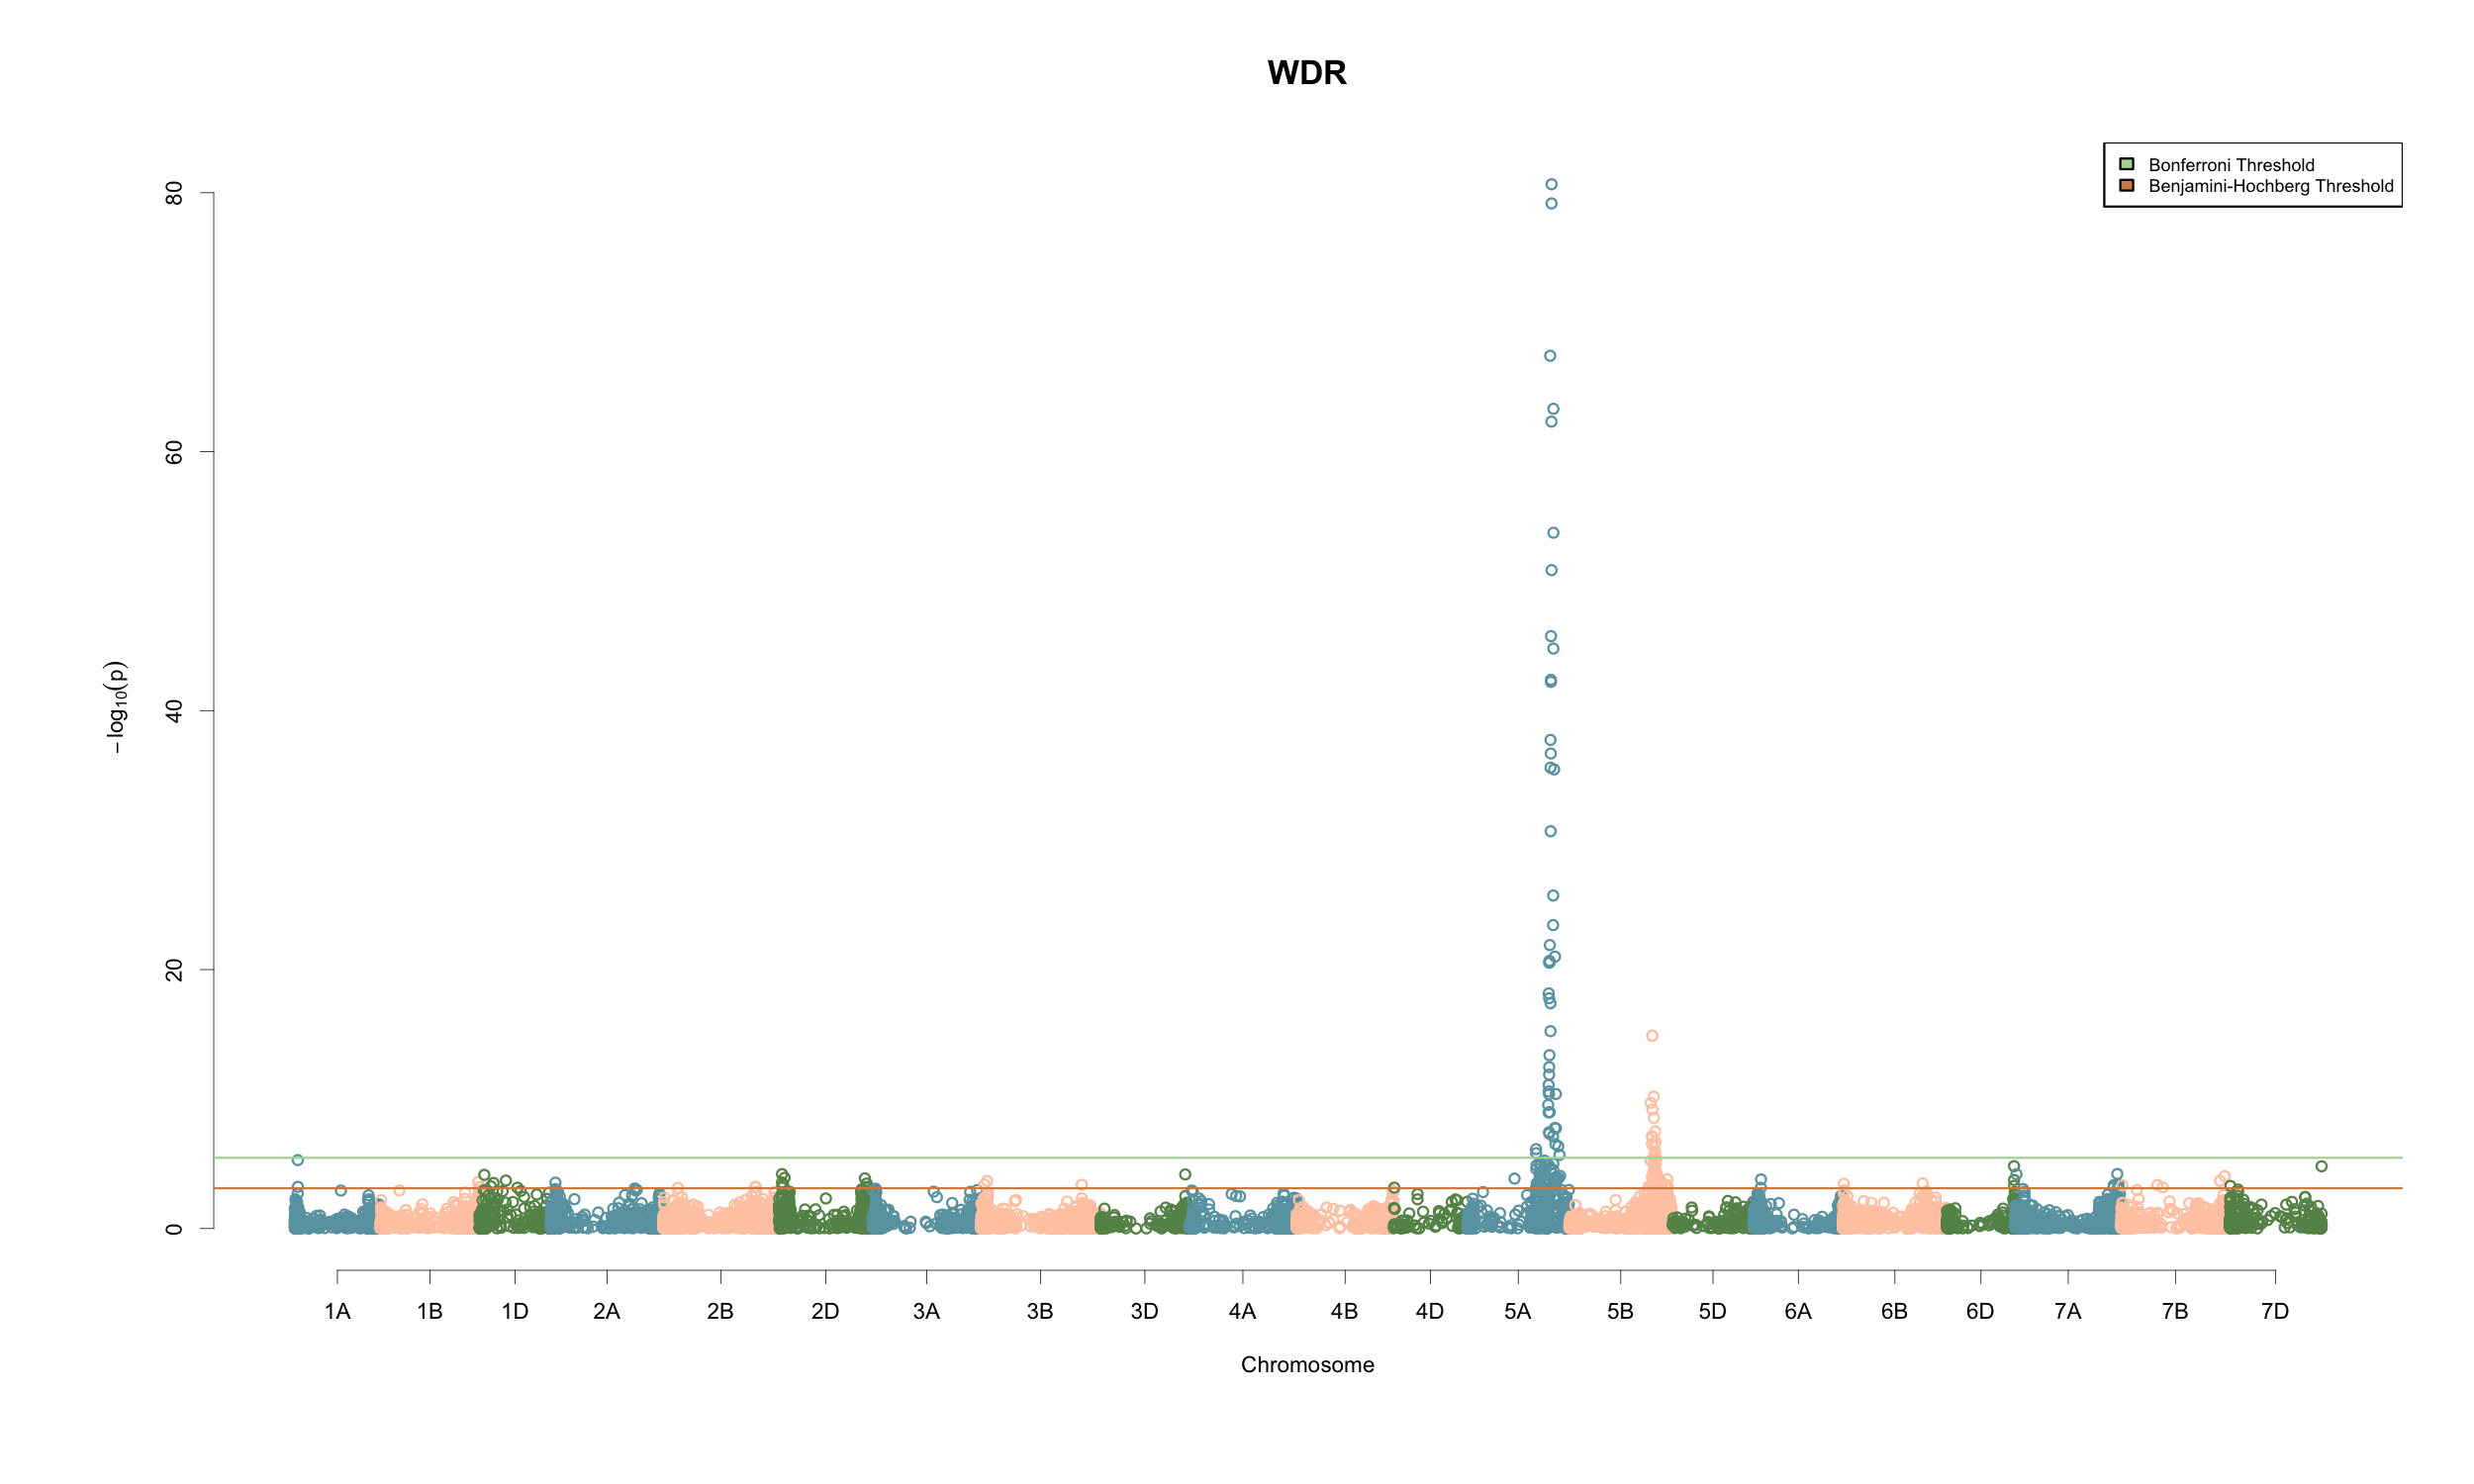 WDR
Bonferroni Threshold
Benjamini-Hochberg Threshold
80
60
40
20
0
−log10(p)
1A 1B 1D 2A 2B 2D 3A 3B 3D 4A 4B 4D 5A 5B 5D 6A 6B 6D 7A 7B 7D
Chromosome